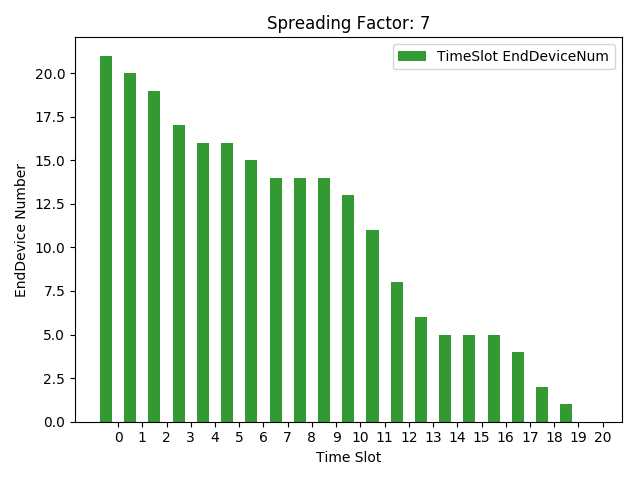 Spreading Factor: 7
TimeSlot EndDeviceNum
20.0
17.5
15.0
12.5
10.0
7.5
5.0
2.5
0.0
EndDevice Number
0 1 2 3 4 5 6 7 8 9 10 11 12 13 14 15 16 17 18 19 20
Time Slot